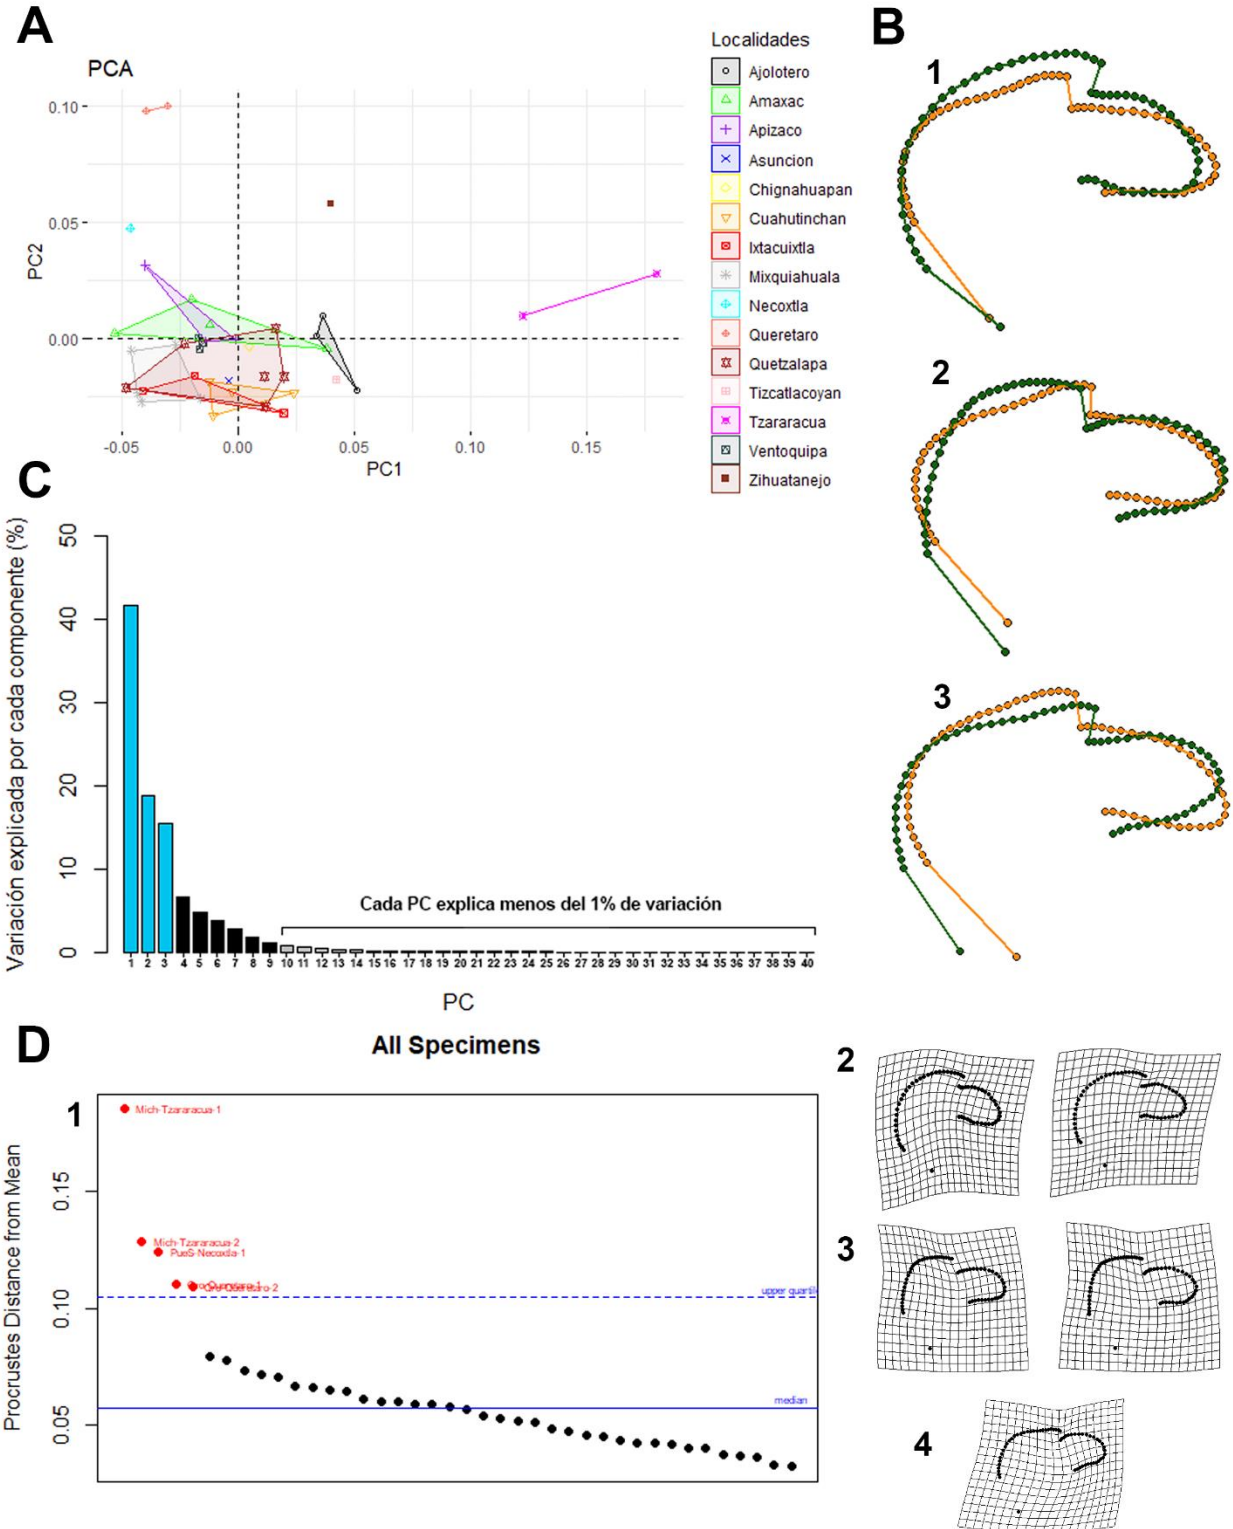 A
PCA
PC2
0.10
0.05
0.00
-0.05
0.00
0.05
0.10
0.15
PC1
Localidades
Ajolotero
Amaxac
Apizaco
Asuncion
Chignahuapan
Cuahutinchan
Ixtacuixtla
Mixquiahuala
Necoxtla
Queretaro
Quetzalapa
Tizcatlacoyan
Tzararacua
Ventoquipa
Zihuatanejo
B
1
2
3
C
Variación explicada por cada componente (%)
50
40
30
20
10
0
Cada PC explica menos del 1% de variación
1 2 3 4 5 6 7 8 9 10 11 12 13 14 15 16 17 18 19 20 21 22 23 24 25 26 27 28 29 30 31 32 33 34 35 36 37 38 39 40
PC
D
All Specimens
1
Procrustes Distance from Mean
0.15
0.10
0.05
Mich-Tzararacua-1
Mich-Tzararacua-2
PueS-Necoxtla-1
upper quartil
median
2
3
4